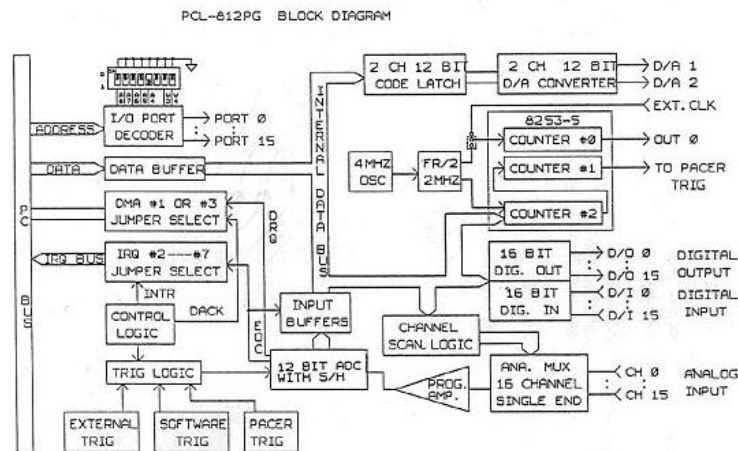 PCL-812PG BLOCK DIAGRAM
2 CH 12 BIT
CODE LATCH
2 CH 12 BIT
D/A CONVERTER
D/A 1
D/A 2
EXT.CLK
I/O PORT
DECODER
PORT 0
PORT 15
ADDRESS
DATA
DATA BUFFER
INTERNAL DATA BUS
4MHZ
OSC
FR/2
2MHZ
8253-5
COUNTER #0
COUNTER #1
COUNTER #2
OUT 0
TO PACER
TRIG
PC BUS
DMA #1 OR #3
JUMPER SELECT
DRQ
IRQ BUS
IRQ #2---#7
JUMPER SELECT
INTR
DACK
EOC
CONTROL
LOGIC
INPUT
BUFFERS
16 BIT
DIG. OUT
16 BIT
DIG. IN
D/O 0
D/O 15
D/I 0
D/I 15
DIGITAL
OUTPUT
DIGITAL
INPUT
CHANNEL
SCAN LOGIC
TRIG LOGIC
12 BIT ADC
WITH S/H
PROG.
AMP.
ANA. MUX
16 CHANNEL
SINGLE END
CH 0
CH 15
ANALOG
INPUT
EXTERNAL
TRIG
SOFTWARE
TRIG
PACER
TRIG